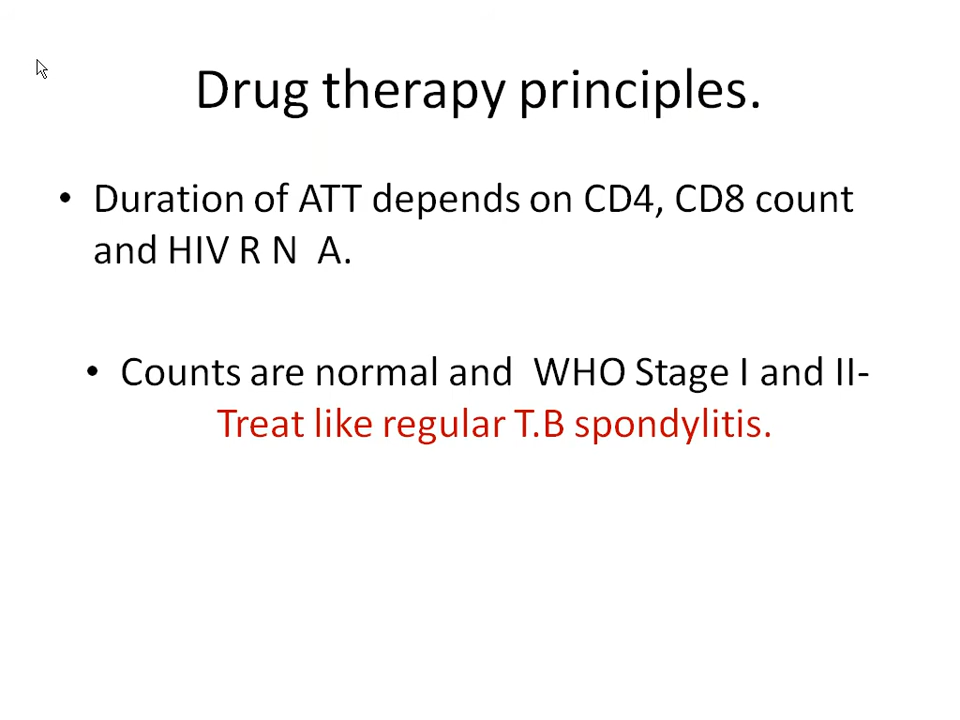 Drug therapy principles.
• Duration of ATT depends on CD4, CD8 count
and HIV R N  A.
• Counts are normal and  WHO Stage I and II-
Treat like regular T.B spondylitis.